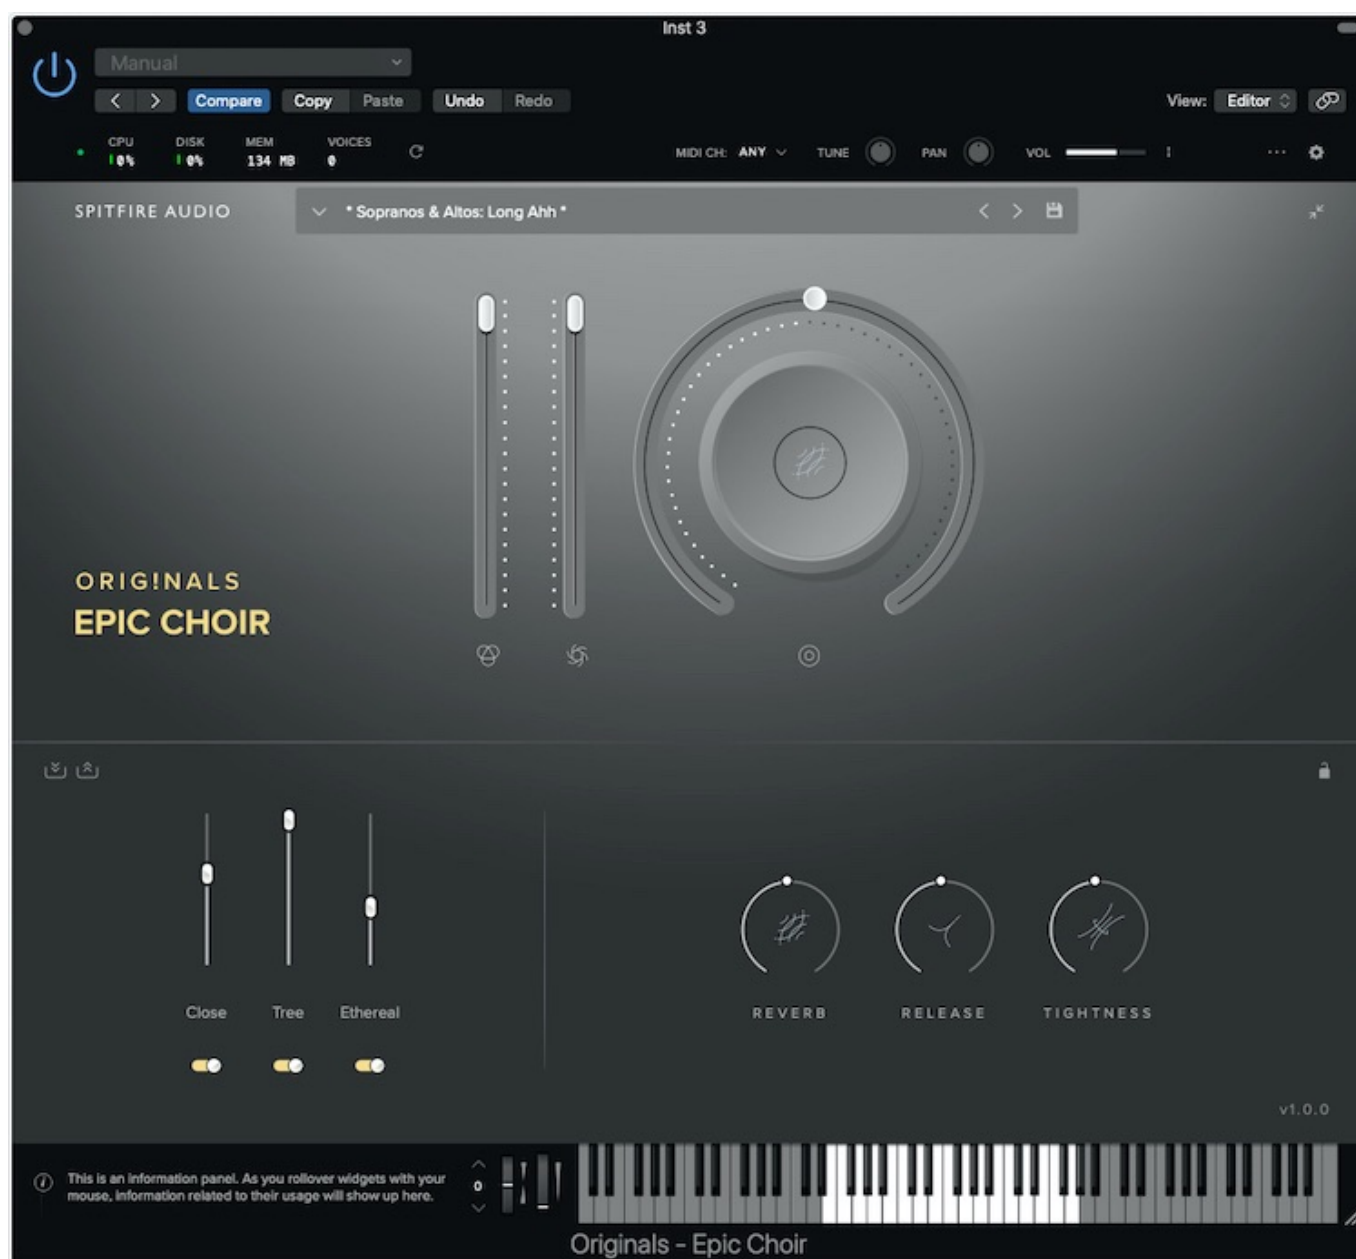 Inst 3
Manual
Compare Copy Paste Undo Redo View: Editor
CPU DISK MEM VOICES
0% 0% 134 MB 0 MIDI CH: ANY TUNE PAN VOL
SPITFIRE AUDIO * Sopranos & Altos: Long Ahh *
ORIG!NALS
EPIC CHOIR
Close Tree Ethereal REVERB RELEASE TIGHTNESS
v1.0.0
This is an information panel. As you rollover widgets with your
mouse, information related to their usage will show up here.
0
Originals - Epic Choir